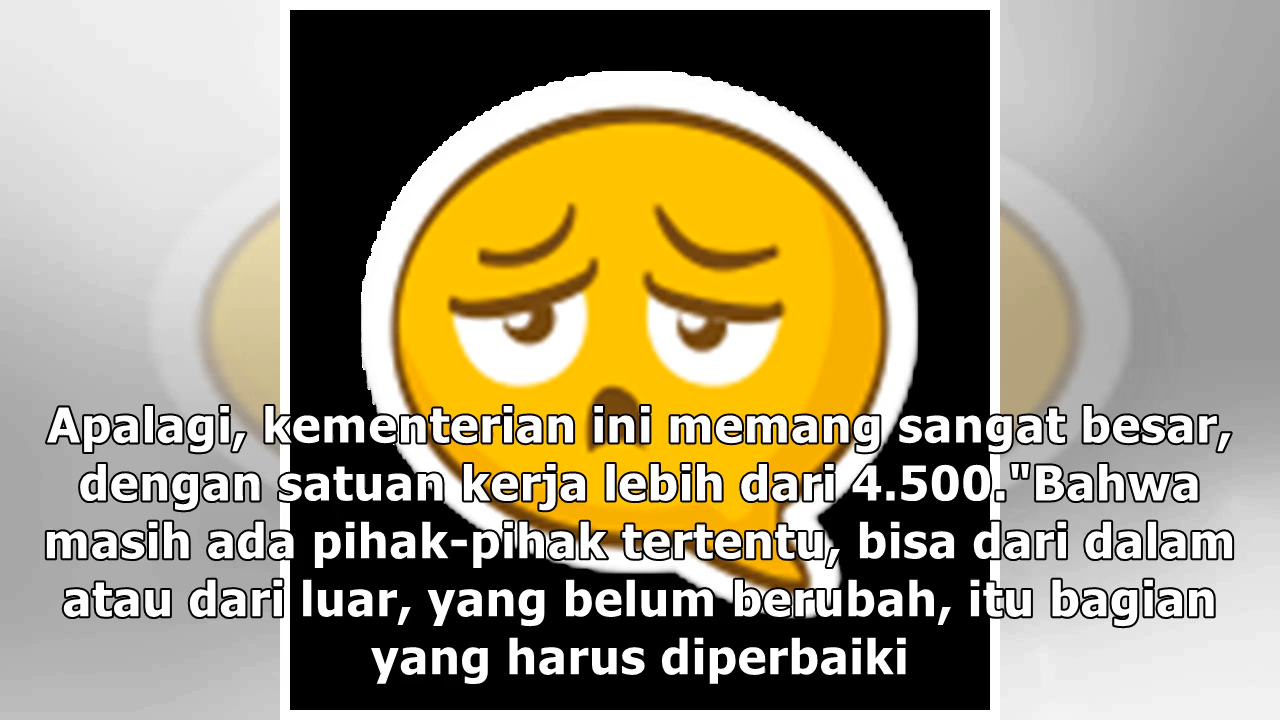 Apalagi, kementerian ini memang sangat besar,
dengan satuan kerja lebih dari 4.500."Bahwa
masih ada pihak-pihak tertentu, bisa dari dalam
atau dari luar, yang belum berubah, itu bagian
yang harus diperbaiki